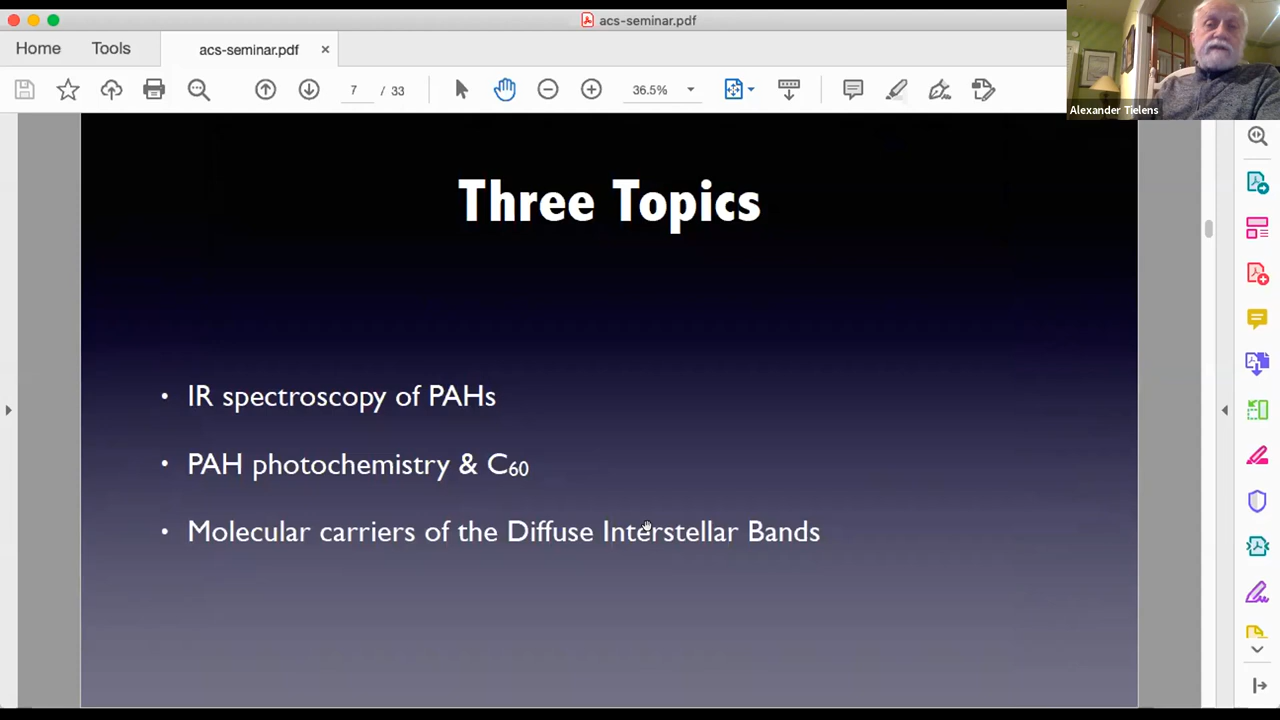 acs-seminar.pdf
Home
Tools
acs-seminar.pdf
7 / 33
36.5%
Alexander Tielens
Three Topics
• IR spectroscopy of PAHs
• PAH photochemistry & C₆₀
• Molecular carriers of the Diffuse Interstellar Bands